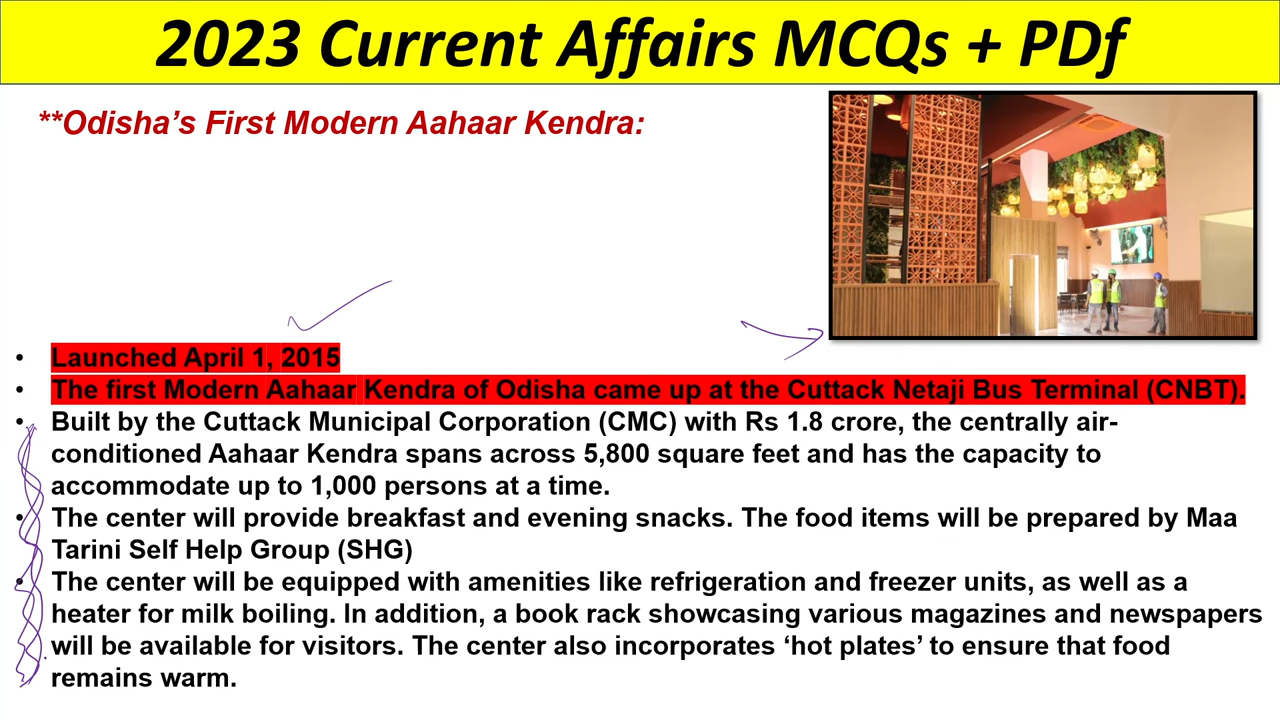 2023 Current Affairs MCQs + PDf
**Odisha’s First Modern Aahaar Kendra:
• Launched April 1, 2015
• The first Modern Aahaar Kendra of Odisha came up at the Cuttack Netaji Bus Terminal (CNBT).
• Built by the Cuttack Municipal Corporation (CMC) with Rs 1.8 crore, the centrally air-
conditioned Aahaar Kendra spans across 5,800 square feet and has the capacity to
accommodate up to 1,000 persons at a time.
• The center will provide breakfast and evening snacks. The food items will be prepared by Maa
Tarini Self Help Group (SHG)
• The center will be equipped with amenities like refrigeration and freezer units, as well as a
heater for milk boiling. In addition, a book rack showcasing various magazines and newspapers
will be available for visitors. The center also incorporates ‘hot plates’ to ensure that food
remains warm.